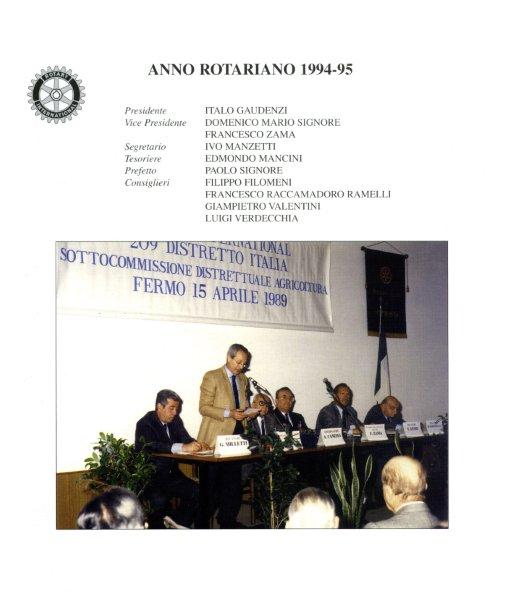 ROTARY
INTERNATIONAL
ANNO ROTARIANO 1994-95
Presidente ITALO GAUDENZI
Vice Presidente DOMENICO MARIO SIGNORE
FRANCESCO ZAMA
Segretario IVO MANZETTI
Tesoriere EDMONDO MANCINI
Prefetto PAOLO SIGNORE
Consiglieri FILIPPO FILOMENI
FRANCESCO RACCAMADORO RAMELLI
GIAMPIETRO VALENTINI
LUIGI VERDECCHIA
209 DISTRETTO ITALIA
SOTTOCOMMISSIONE DISTRETTUALE AGRICOLTURA
FERMO 15 APRILE 1989